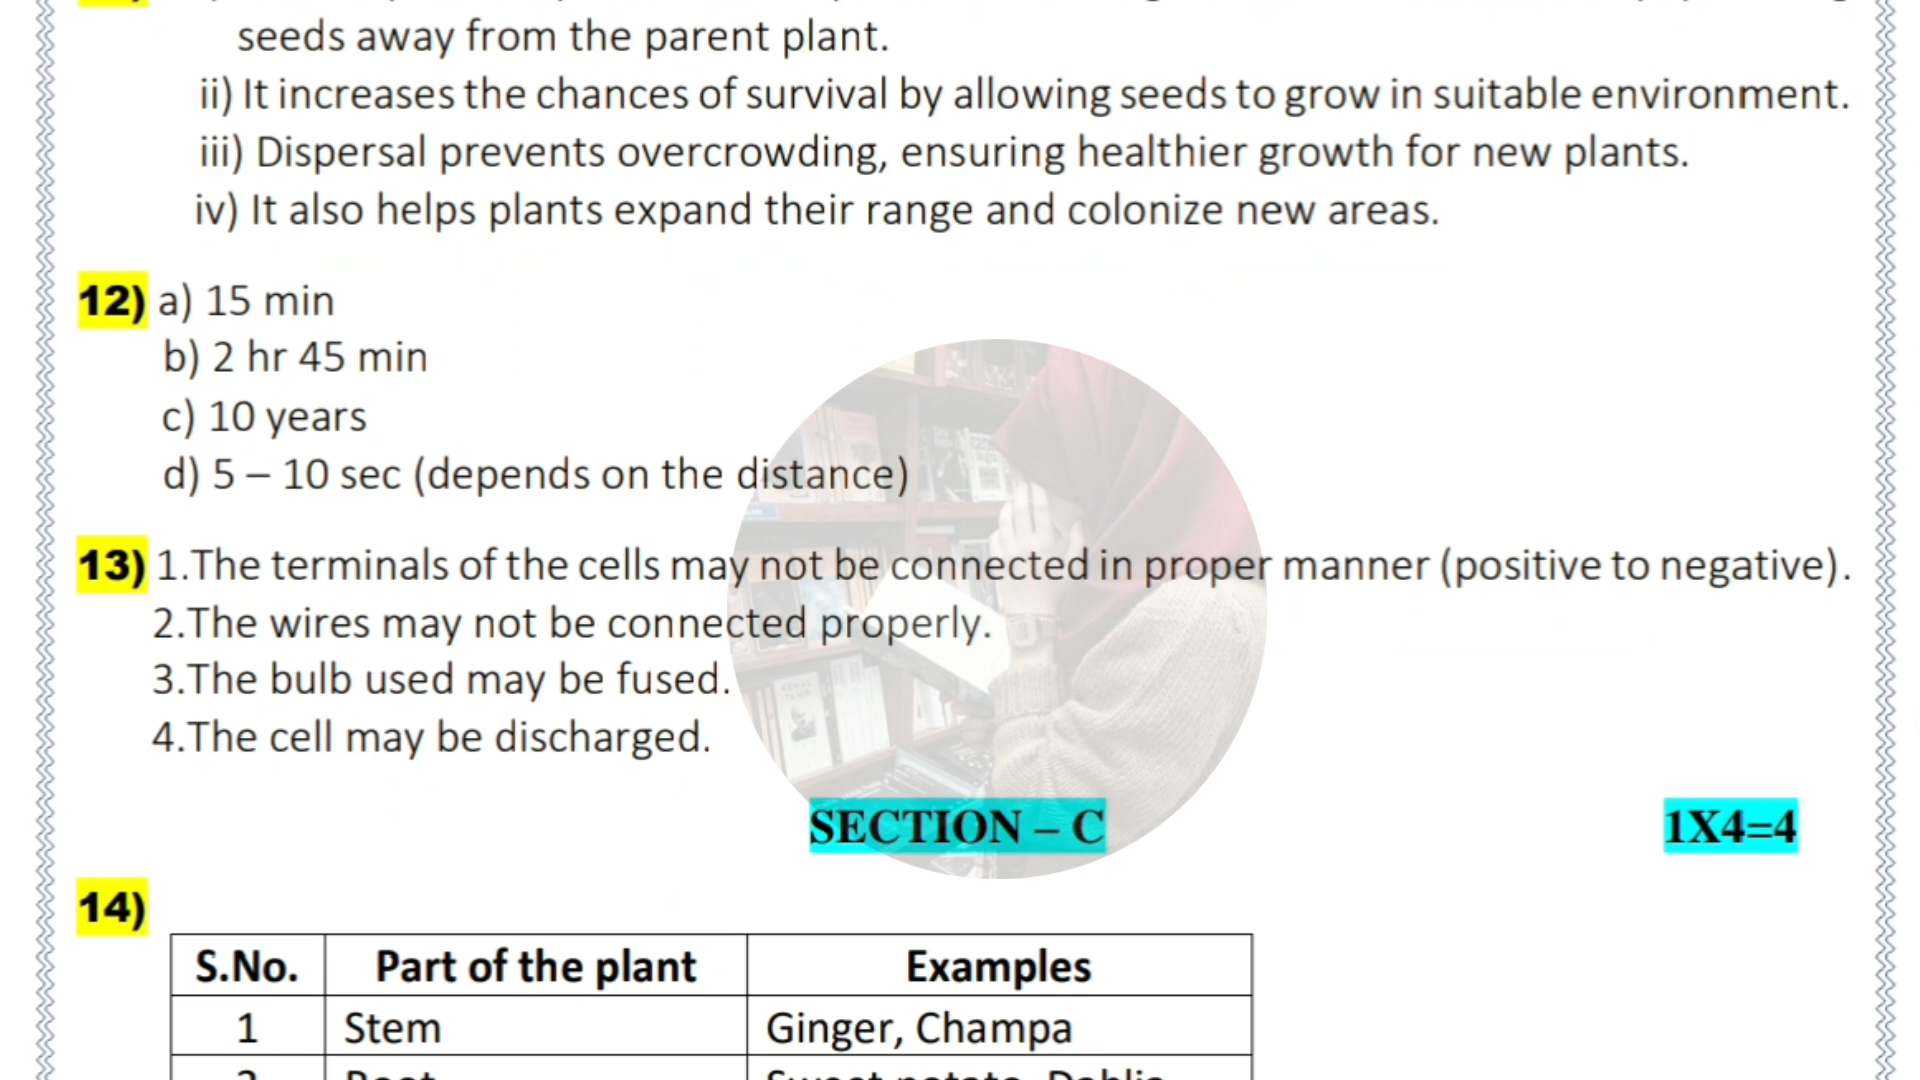 seeds away from the parent plant.
ii) It increases the chances of survival by allowing seeds to grow in suitable environment.
iii) Dispersal prevents overcrowding, ensuring healthier growth for new plants.
iv) It also helps plants expand their range and colonize new areas.
12) a) 15 min
b) 2 hr 45 min
c) 10 years
d) 5 – 10 sec (depends on the distance)
13) 1.The terminals of the cells may not be connected in proper manner (positive to negative).
2.The wires may not be connected properly.
3.The bulb used may be fused.
4.The cell may be discharged.
SECTION – C 1X4=4
14)
S.No. Part of the plant Examples
1 Stem Ginger, Champa
2 Root Sweet potato, Dahlia